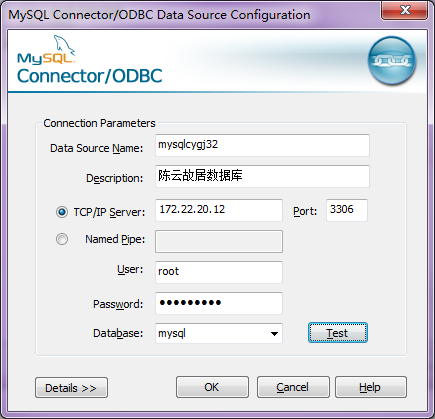 MySQL Connector/ODBC Data Source Configuration
MySQL
Connector/ODBC
Connection Parameters
Data Source Name: mysqlcygj32
Description: 陈云故居数据库
TCP/IP Server: 172.22.20.12 Port: 3306
Named Pipe:
User: root
Password: •••••••••
Database: mysql Test
Details >> OK Cancel Help